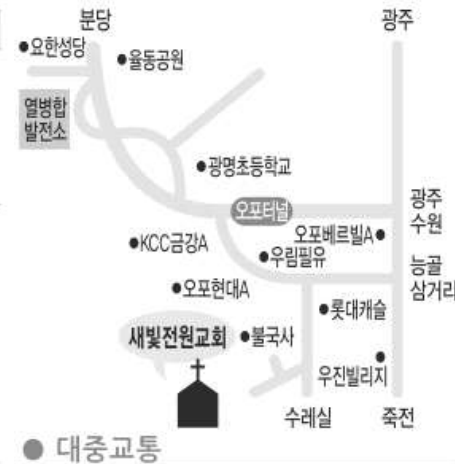 분당
광주
●요한성당
●율동공원
열병합
발전소
●광명초등학교
오포터널
광주
수원
오포베르빌A●
●KCC금강A
●우림필유
능골
삼거리
●오포현대A
●롯대캐슬
새빛전원교회
●불국사
우진빌리지
수레실
죽전
● 대중교통